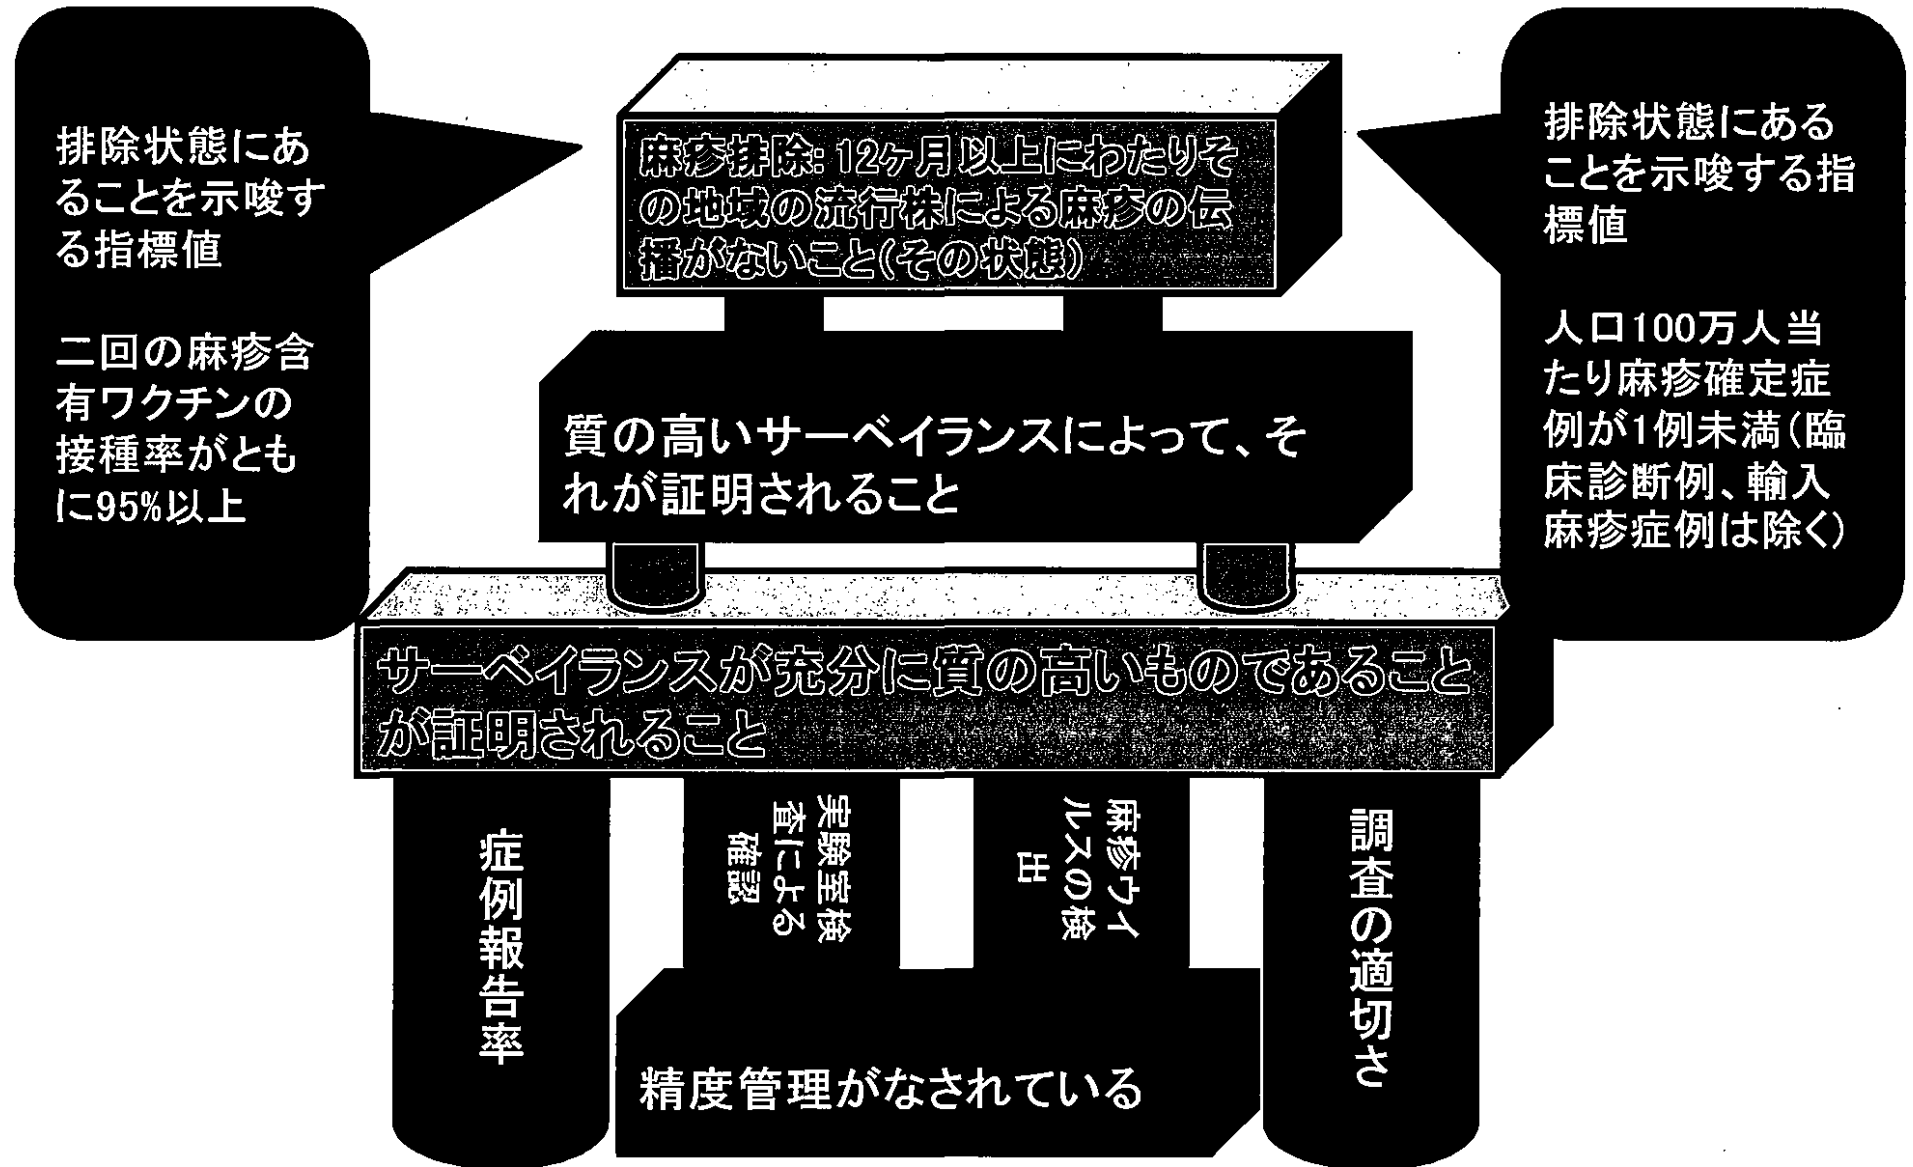 排除状態にあ
ることを示唆す
る指標値
二回の麻疹含
有ワクチンの
接種率がとも
に95%以上
麻疹排除:12ヶ月以上にわたりそ
の地域の流行株による麻疹の伝
播がないこと(その状態)
排除状態にある
ことを示唆する指
標値
人口100万人当
たり麻疹確定症
例が1例未満(臨
床診断例、輸入
麻疹症例は除く)
質の高いサーベイランスによって、そ
れが証明されること
サーベイランスが充分に質の高いものであること
が証明されること
症例報告率
実験室検
査による
確認
麻疹ウイ
ルスの検
出
調査の適切さ
精度管理がなされている